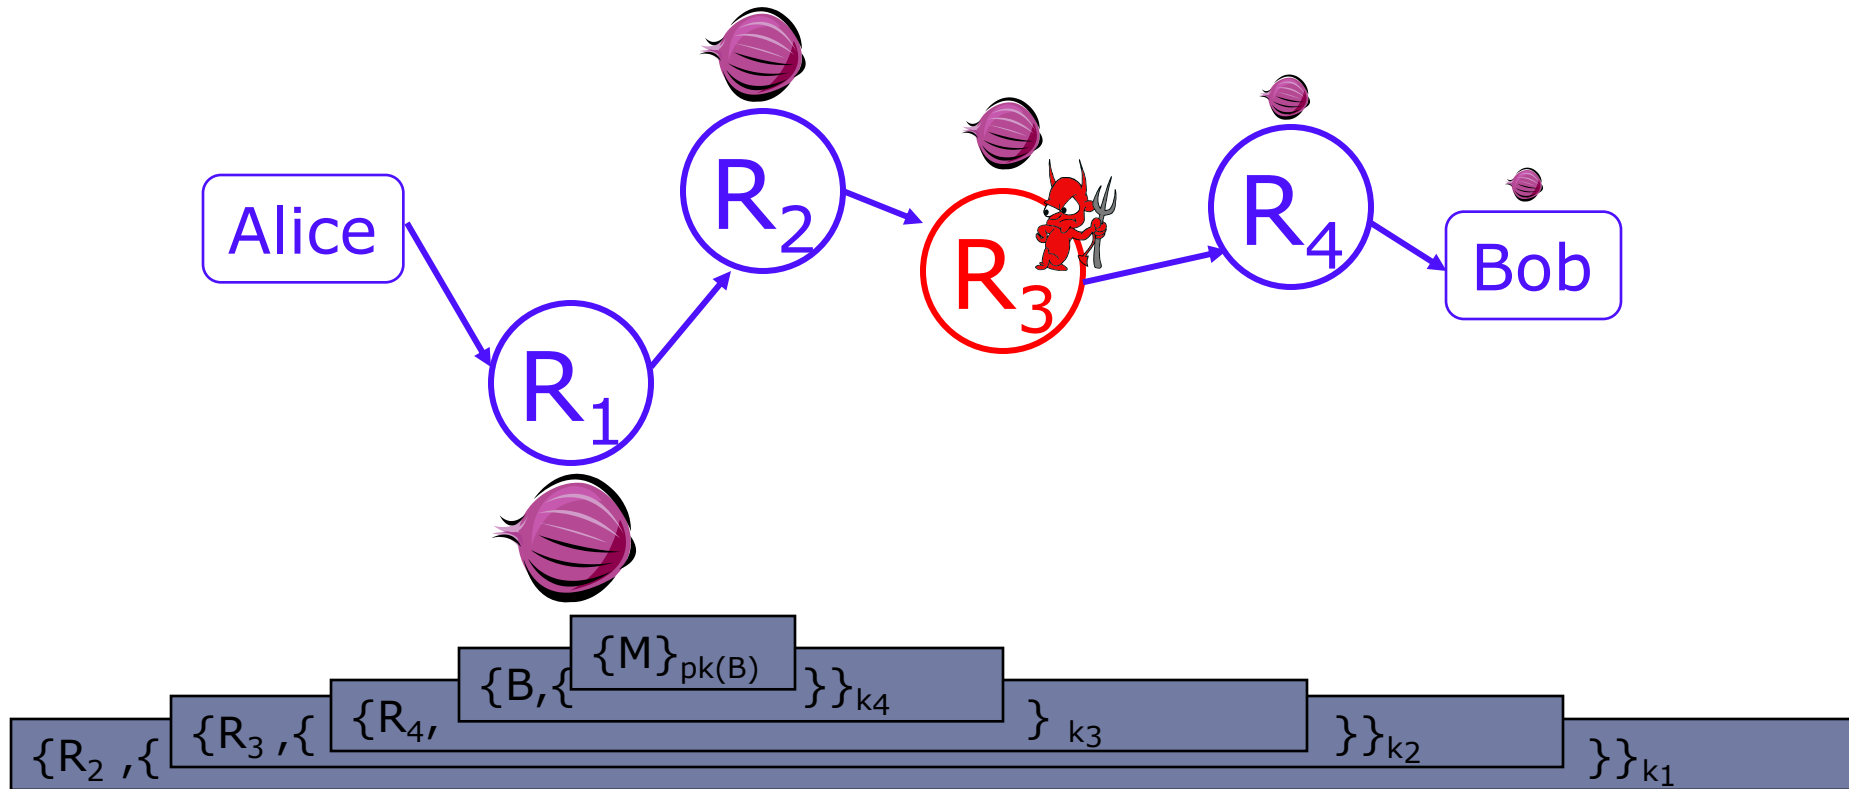 Alice
R1
R2
R3
R4
Bob
{M}pk(B)
{B,{ }}k4
{R4, } k3
{R3 ,{ }}k2
{R2 ,{ }}k1